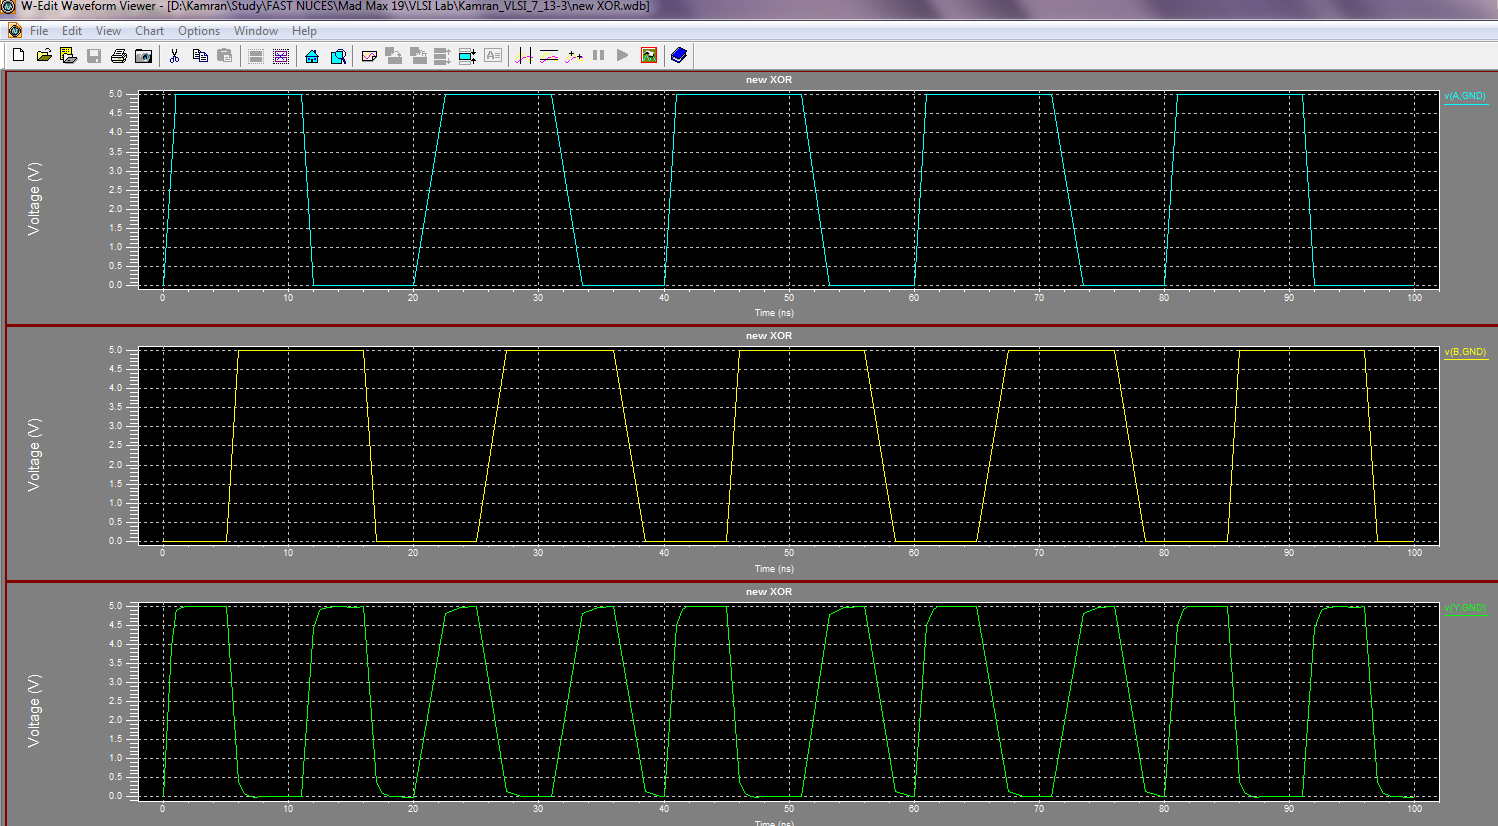 W-Edit Waveform Viewer - [D:\Kamran\Study\FAST NUCES\Mad Max 19\VLSI Lab\Kamran_VLSI_7_13-3\new XOR.wdb]
File Edit View Chart Options Window Help
new XOR
v(A,GND)
Voltage (V)
5.0
4.5
4.0
3.5
3.0
2.5
2.0
1.5
1.0
0.5
0.0
0 10 20 30 40 50 60 70 80 90 100
Time (ns)
new XOR
v(B,GND)
Voltage (V)
5.0
4.5
4.0
3.5
3.0
2.5
2.0
1.5
1.0
0.5
0.0
0 10 20 30 40 50 60 70 80 90 100
Time (ns)
new XOR
v(Y,GND)
Voltage (V)
5.0
4.5
4.0
3.5
3.0
2.5
2.0
1.5
1.0
0.5
0.0
0 10 20 30 40 50 60 70 80 90 100
Time (ns)